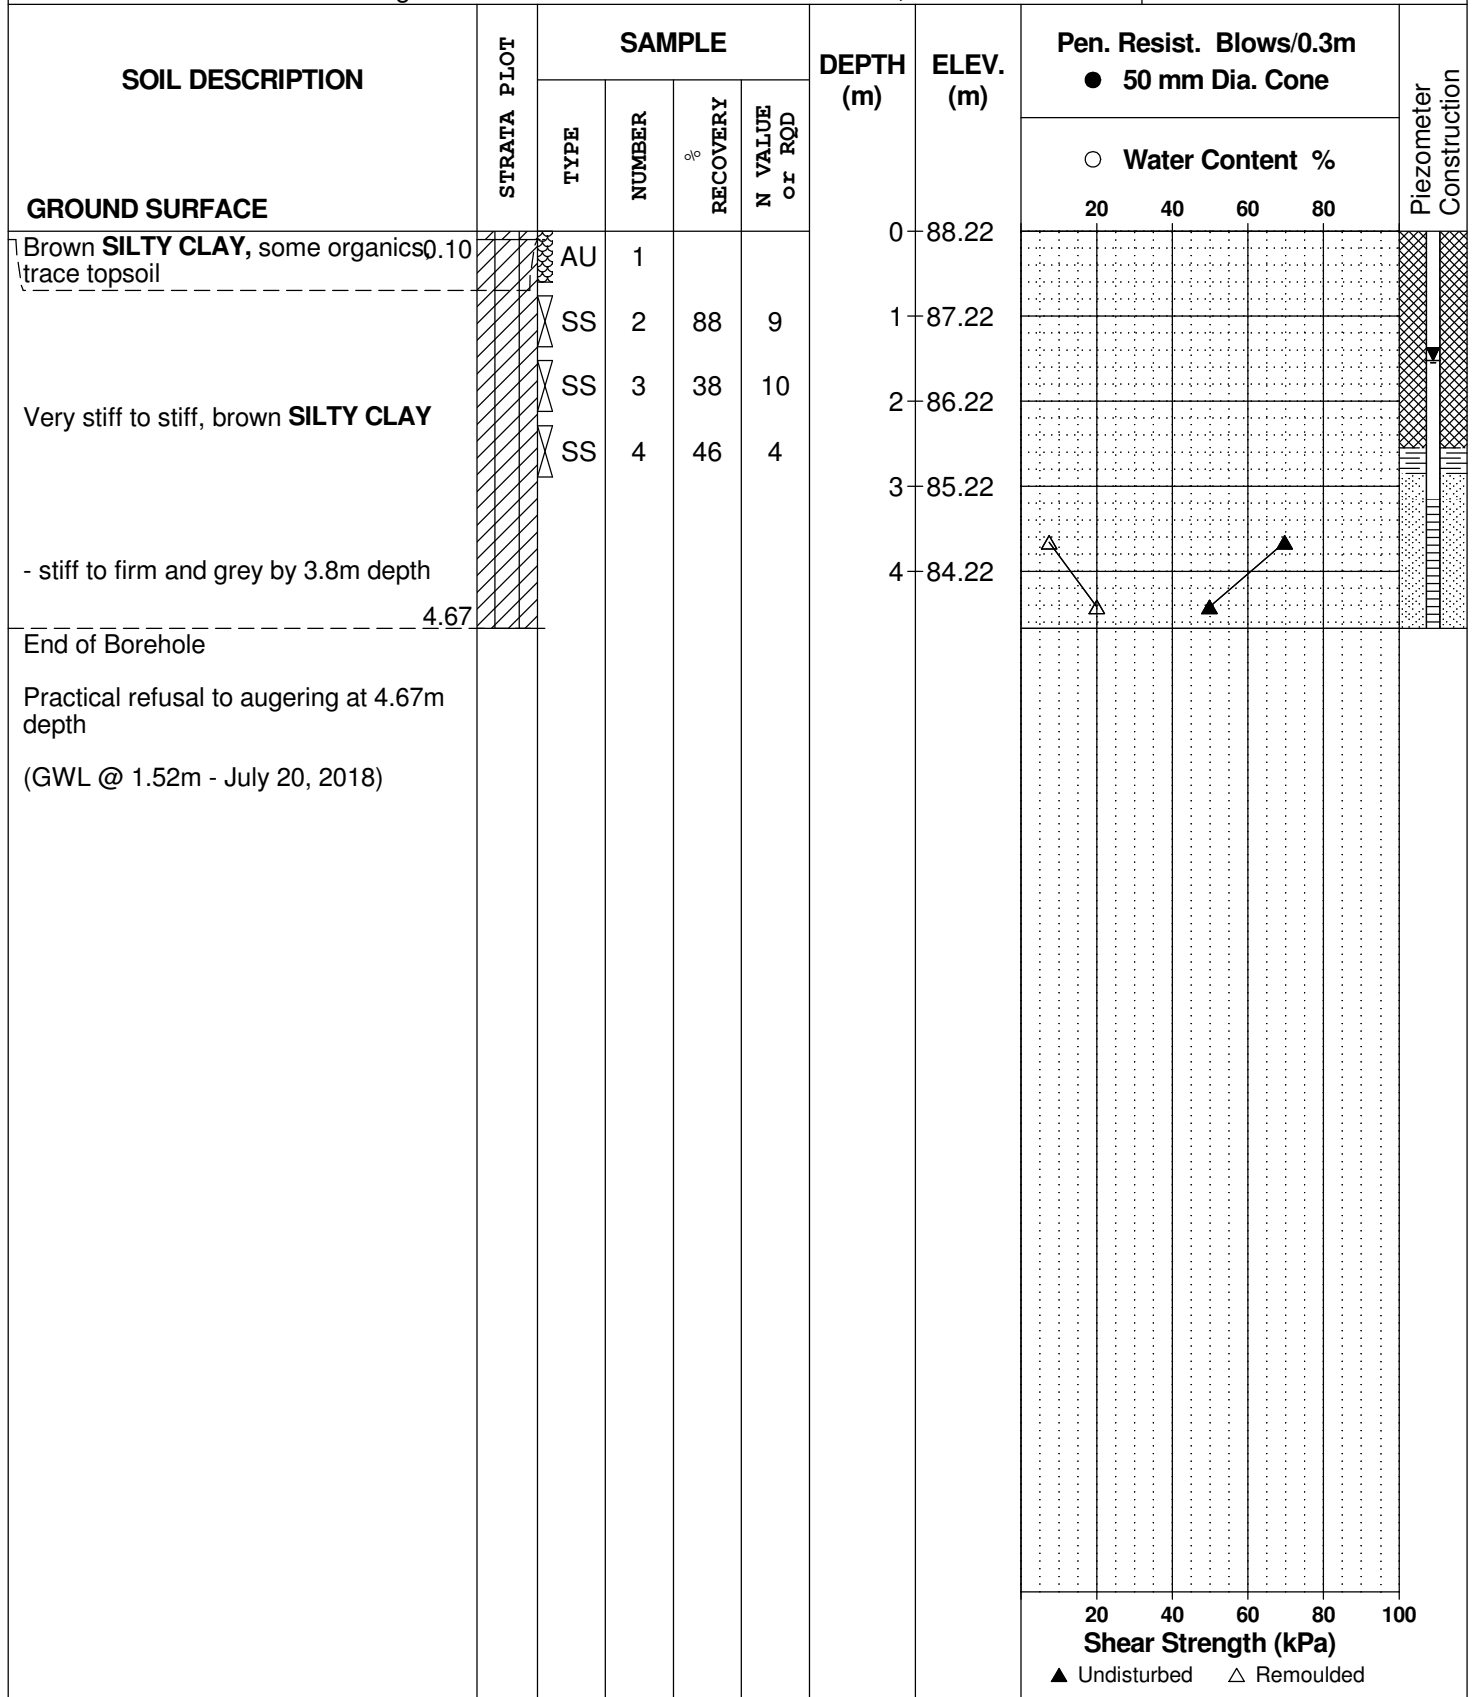 SOIL DESCRIPTION
GROUND SURFACE
STRATA PLOT
SAMPLE
TYPE
NUMBER
% RECOVERY
N VALUE or RQD
DEPTH (m)
ELEV. (m)
Pen. Resist. Blows/0.3m
● 50 mm Dia. Cone
○ Water Content %
20 40 60 80
Piezometer Construction
0 88.22
Brown SILTY CLAY, some organics, 0.10
trace topsoil
AU 1
SS 2 88 9
1 87.22
SS 3 38 10
2 86.22
Very stiff to stiff, brown SILTY CLAY
SS 4 46 4
3 85.22
- stiff to firm and grey by 3.8m depth
4 84.22
4.67
End of Borehole
Practical refusal to augering at 4.67m
depth
(GWL @ 1.52m - July 20, 2018)
20 40 60 80 100
Shear Strength (kPa)
▲ Undisturbed △ Remoulded